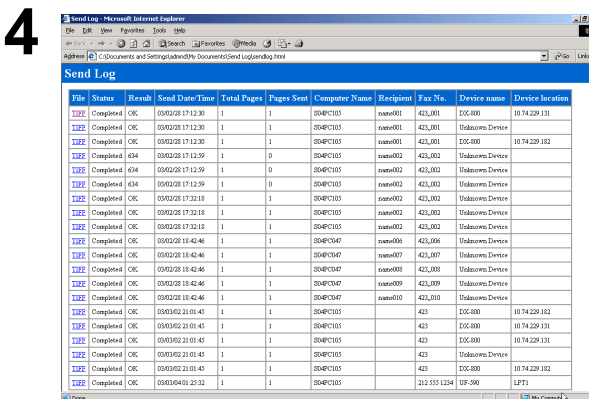 4
Send Log - Microsoft Internet Explorer
File Edit View Favorites Tools Help
Back Search Favorites Media
Address C:\Documents and Settings\admnd\My Documents\Send Log\sendlog.html Go Links
Send Log
File Status Result Send Date/Time Total Pages Pages Sent Computer Name Recipient Fax No. Device name Device location
TIFF Completed OK 03/02/28 17:12:30 1 1 S04PC105 name001 423_001 DX-800 10.74.229.131
TIFF Completed OK 03/02/28 17:12:30 1 1 S04PC105 name001 423_001 Unknown Device
TIFF Completed OK 03/02/28 17:12:30 1 1 S04PC105 name001 423_001 DX-800 10.74.229.182
TIFF Completed 634 03/02/28 17:12:59 1 0 S04PC105 name002 423_002 Unknown Device
TIFF Completed 634 03/02/28 17:12:59 1 0 S04PC105 name002 423_002 Unknown Device
TIFF Completed 634 03/02/28 17:12:59 1 0 S04PC105 name002 423_002 Unknown Device
TIFF Completed OK 03/02/28 17:32:18 1 1 S04PC105 name002 423_002 Unknown Device
TIFF Completed OK 03/02/28 17:32:18 1 1 S04PC105 name002 423_002 Unknown Device
TIFF Completed OK 03/02/28 17:32:18 1 1 S04PC105 name002 423_002 Unknown Device
TIFF Completed OK 03/02/28 18:42:46 1 1 S04PC047 name006 423_006 Unknown Device
TIFF Completed OK 03/02/28 18:42:46 1 1 S04PC047 name007 423_007 Unknown Device
TIFF Completed OK 03/02/28 18:42:46 1 1 S04PC047 name008 423_008 Unknown Device
TIFF Completed OK 03/02/28 18:42:46 1 1 S04PC047 name009 423_009 Unknown Device
TIFF Completed OK 03/02/28 18:42:46 1 1 S04PC047 name010 423_010 Unknown Device
TIFF Completed OK 03/03/02 21:01:45 1 1 S04PC105 423 DX-800 10.74.229.182
TIFF Completed OK 03/03/02 21:01:45 1 1 S04PC105 423 DX-800 10.74.229.131
TIFF Completed OK 03/03/02 21:01:45 1 1 S04PC105 423 DX-800 10.74.229.131
TIFF Completed OK 03/03/02 21:01:45 1 1 S04PC105 423 Unknown Device
TIFF Completed OK 03/03/02 21:01:45 1 1 S04PC105 423 DX-800 10.74.229.182
TIFF Completed OK 03/03/04 01:25:32 1 1 S04PC105 212 555 1234 UF-590 LPT1
Done My Computer